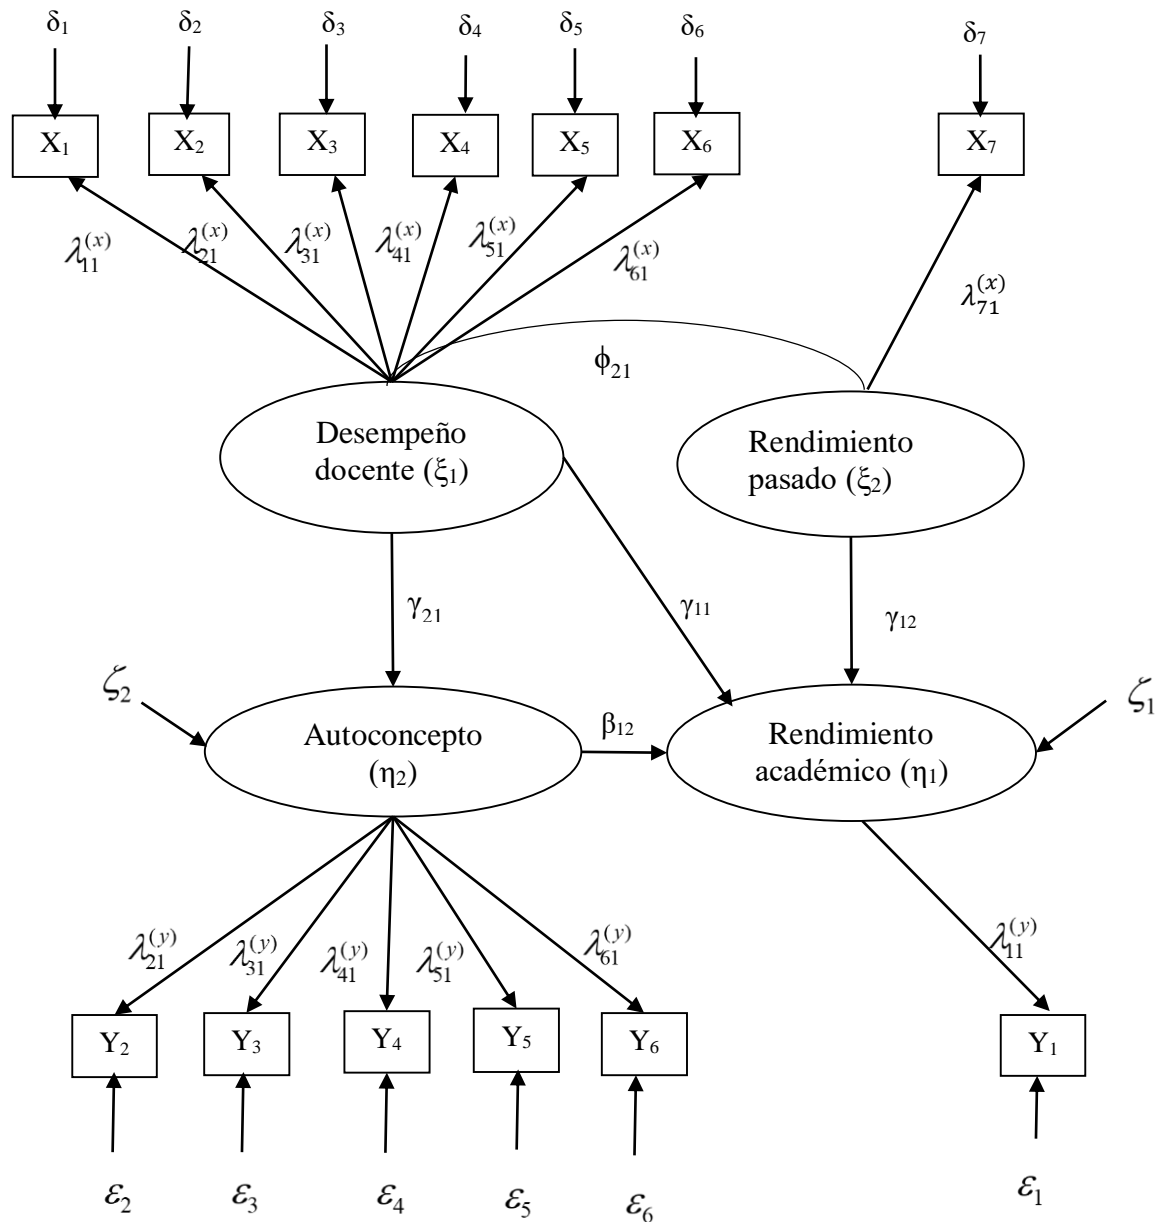 δ₁ δ₂ δ₃ δ₄ δ₅ δ₆ δ₇
X₁ X₂ X₃ X₄ X₅ X₆ X₇
λ₁₁⁽ˣ⁾ λ₂₁⁽ˣ⁾ λ₃₁⁽ˣ⁾ λ₄₁⁽ˣ⁾ λ₅₁⁽ˣ⁾ λ₆₁⁽ˣ⁾ λ₇₁⁽ˣ⁾
ϕ₂₁
Desempeño
docente (ξ₁)
Rendimiento
pasado (ξ₂)
γ₂₁ γ₁₁ γ₁₂
ζ₂
Autoconcepto
(η₂)
β₁₂
Rendimiento
académico (η₁)
ζ₁
λ₂₁⁽ʸ⁾ λ₃₁⁽ʸ⁾ λ₄₁⁽ʸ⁾ λ₅₁⁽ʸ⁾ λ₆₁⁽ʸ⁾ λ₁₁⁽ʸ⁾
Y₂ Y₃ Y₄ Y₅ Y₆ Y₁
ε₂ ε₃ ε₄ ε₅ ε₆ ε₁